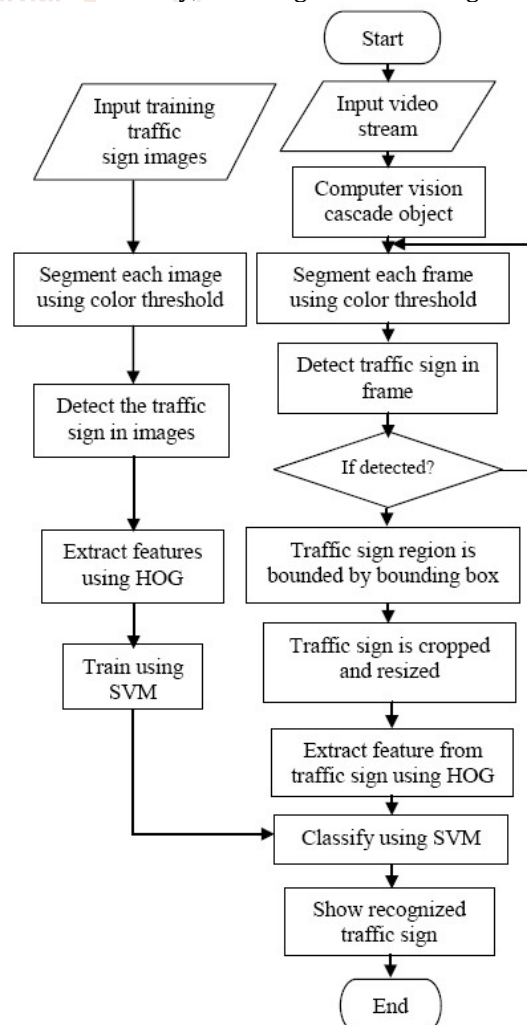 Start
Input training
traffic
sign images
Input video
stream
Computer vision
cascade object
Segment each image
using color threshold
Segment each frame
using color threshold
Detect the traffic
sign in images
Detect traffic sign in
frame
If detected?
Extract features
using HOG
Traffic sign region is
bounded by bounding box
Train using
SVM
Traffic sign is cropped
and resized
Extract feature from
traffic sign using HOG
Classify using SVM
Show recognized
traffic sign
End